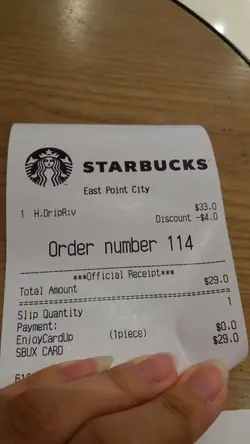 STARBUCKS
East Point City
1 H.DripR:v $33.0
Discount -$4.0
Order number 114
***Official Receipt***
Total Amount $29.0
Slip Quantity 1
Payment:
EnjoyCardUp (1piece) $0.0
SBUX CARD $29.0